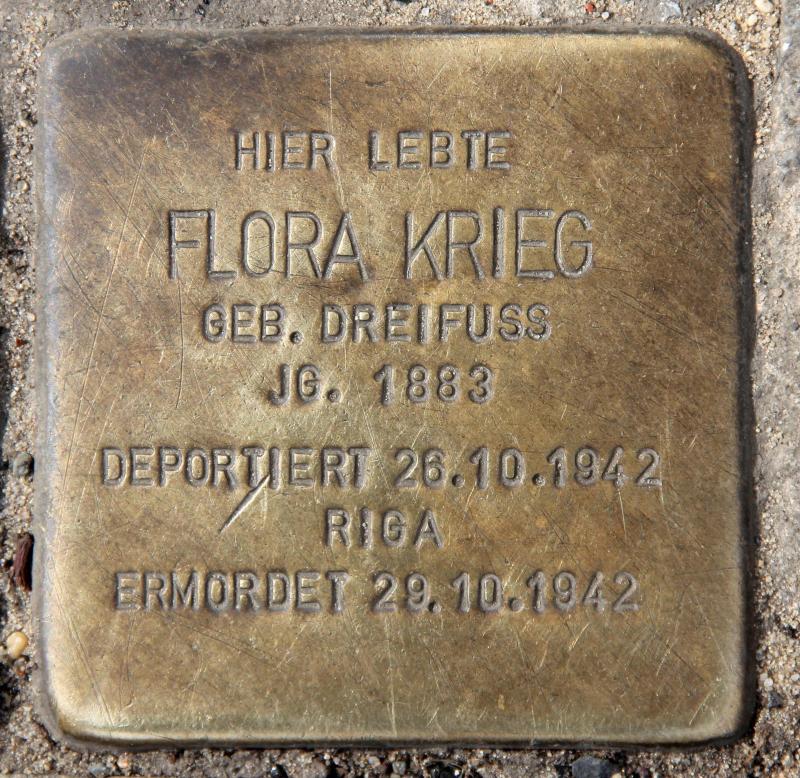 HIER LEBTE
FLORA KRIEG
GEB. DREIFUSS
JG. 1883
DEPORTIERT 26.10.1942
RIGA
ERMORDET 29.10.1942